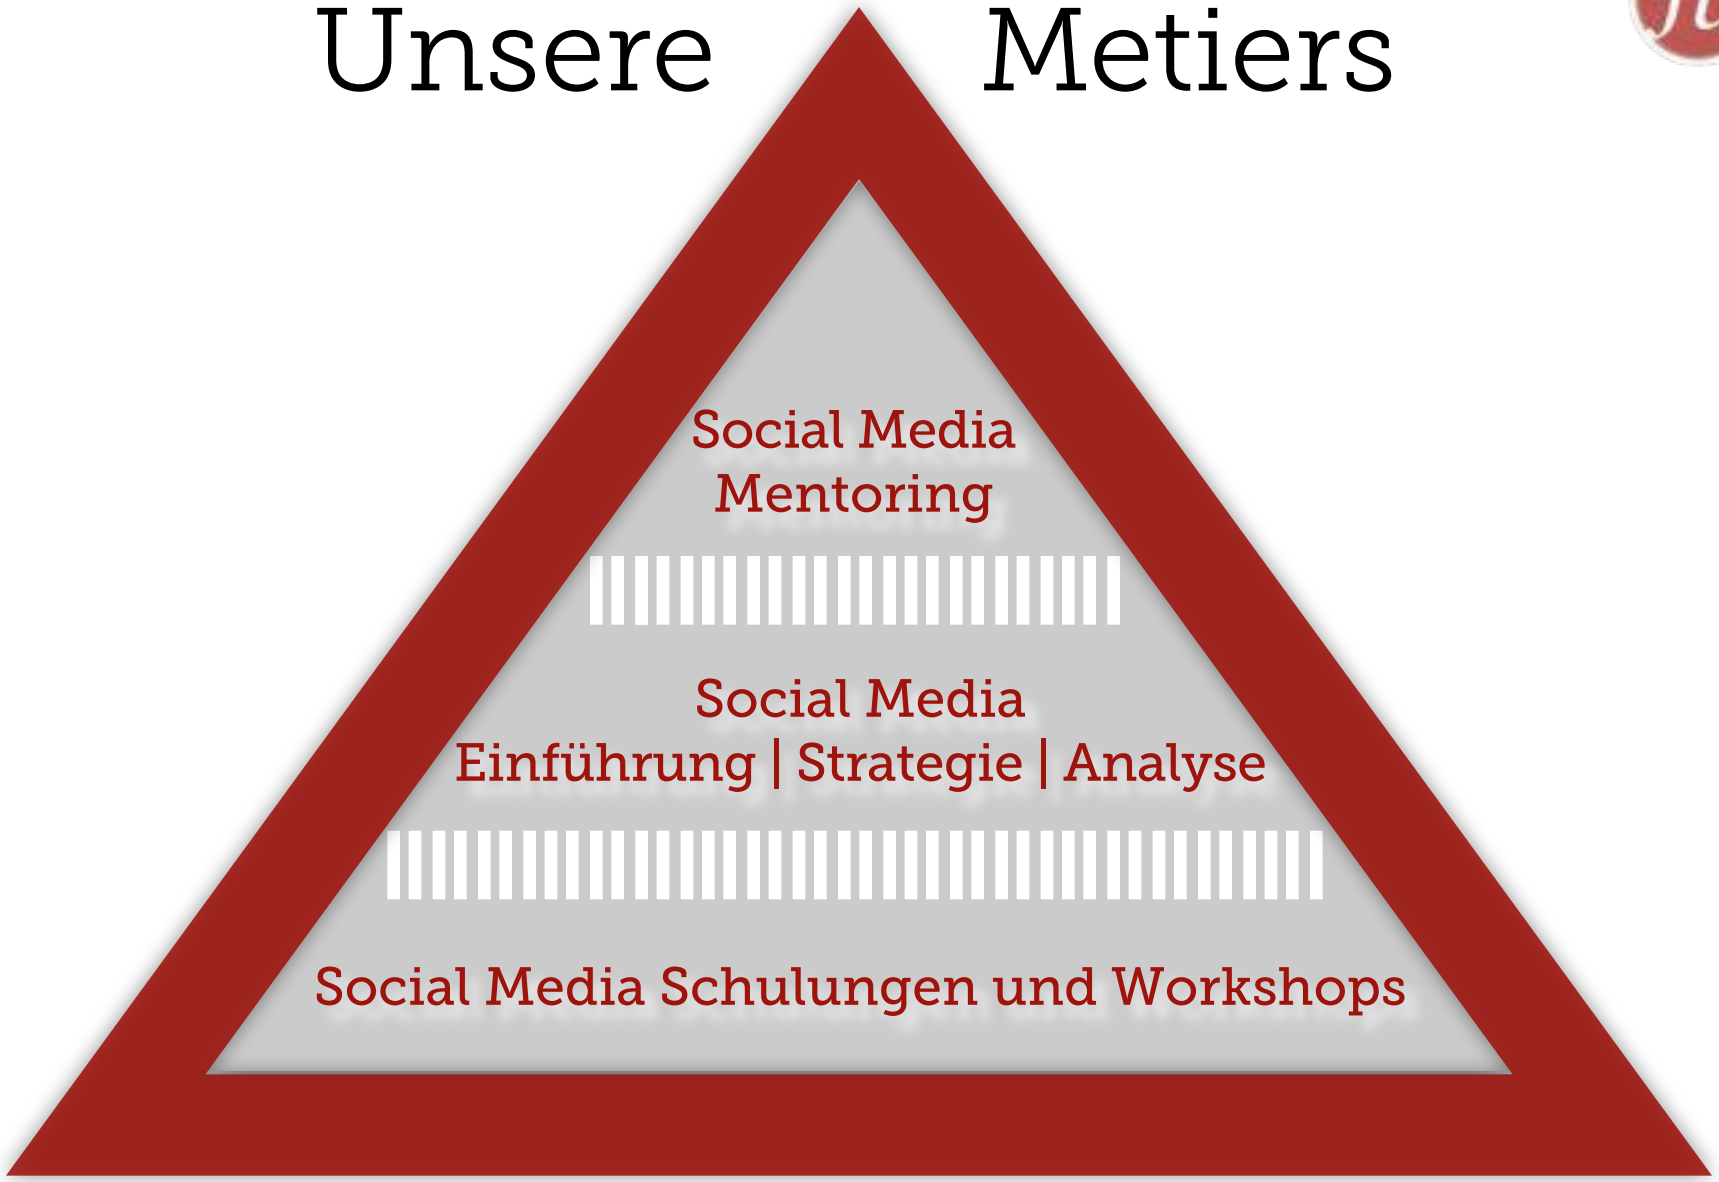 Unsere Metiers
Social Media
Mentoring
Social Media
Einführung | Strategie | Analyse
Social Media Schulungen und Workshops